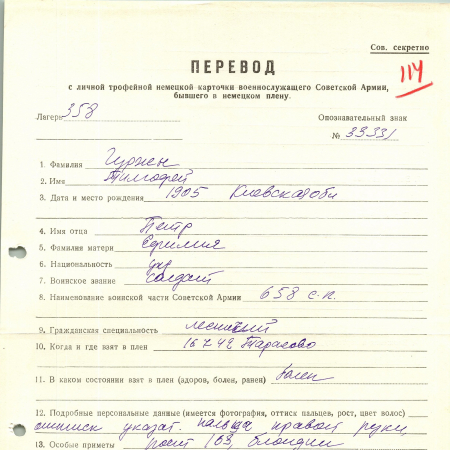 Сов. секретно
ПЕРЕВОД
114
с личной трофейной немецкой карточки военнослужащего Советской Армии,
бывшего в немецком плену.
Лагерь 358
Опознавательный знак
№ 33331
1. Фамилия
2. Имя Тимофей
3. Дата и место рождения 1905 Киевская обл
4. Имя отца Петр
5. Фамилия матери Ефимия
6. Национальность укр
7. Воинское звание Солдат
8. Наименование воинской части Советской Армии 658 с.п.
9. Гражданская специальность
10. Когда и где взят в плен 16 7 42 Тарасово
11. В каком состоянии взят в плен (здоров, болен, ранен) болен
12. Подробные персональные данные (имеется фотография, оттиск пальцев, рост, цвет волос)
оттиск указат. пальца правой руки,
13. Особые приметы рост 163, блондин